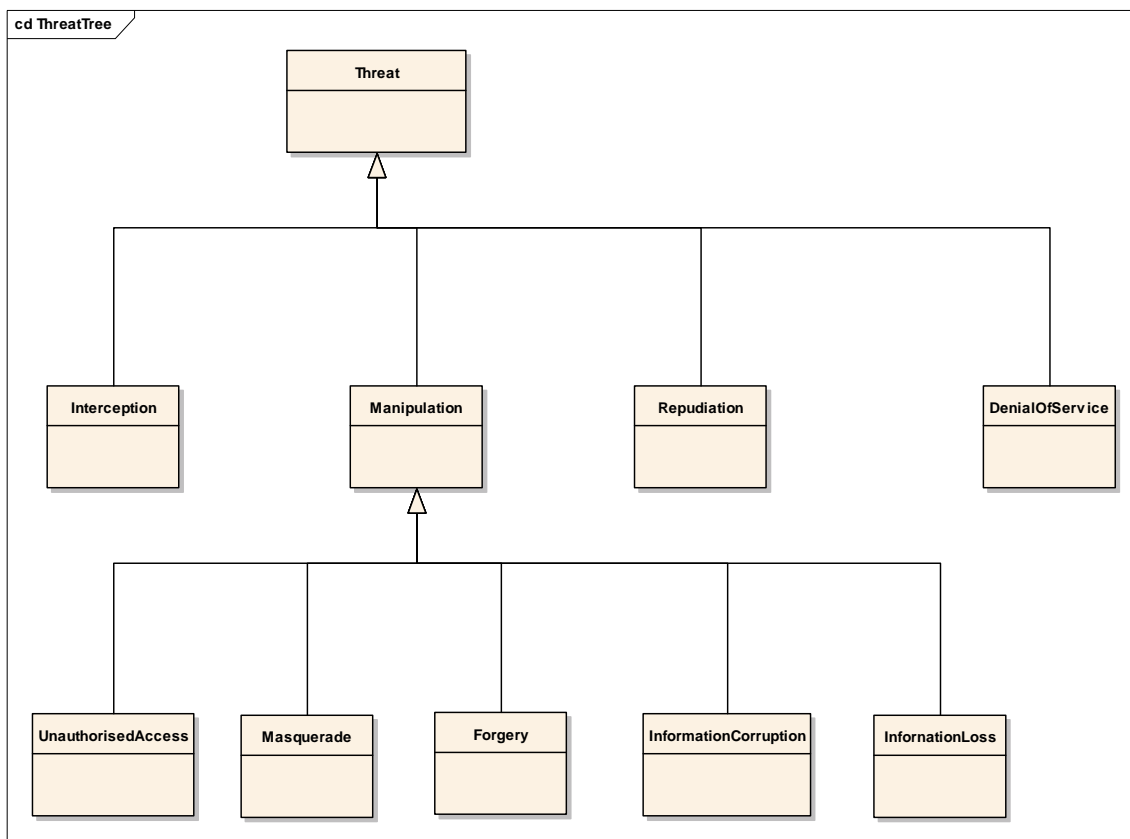 cd ThreatTree
Threat
Interception
Manipulation
Repudiation
DenialOfService
UnauthorisedAccess
Masquerade
Forgery
InformationCorruption
InfornationLoss